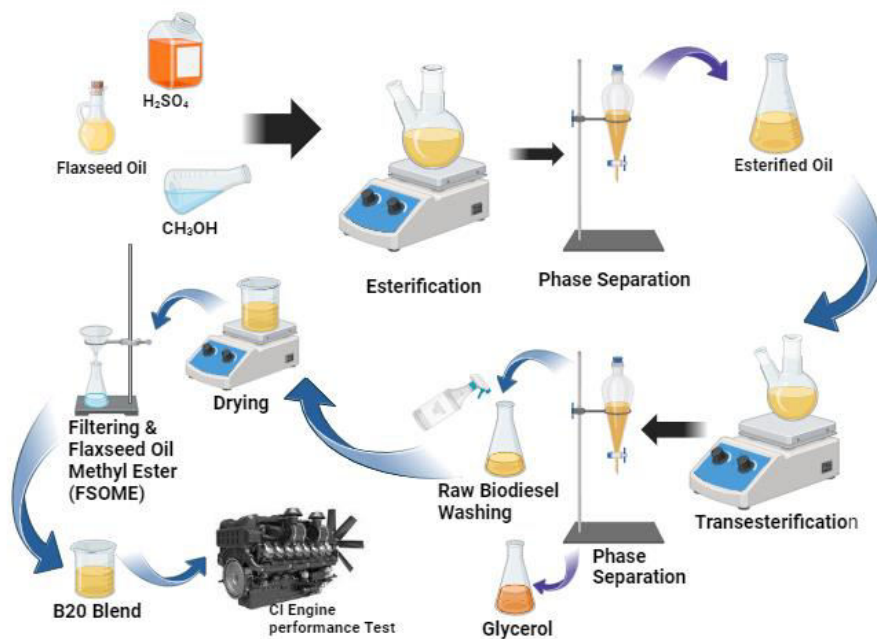 H₂SO₄
Flaxseed Oil
CH₃OH
Esterification
Phase Separation
Esterified Oil
Transesterification
Phase
Separation
Glycerol
Raw Biodiesel
Washing
Drying
Filtering &
Flaxseed Oil
Methyl Ester
(FSOME)
B20 Blend
CI Engine
performance Test